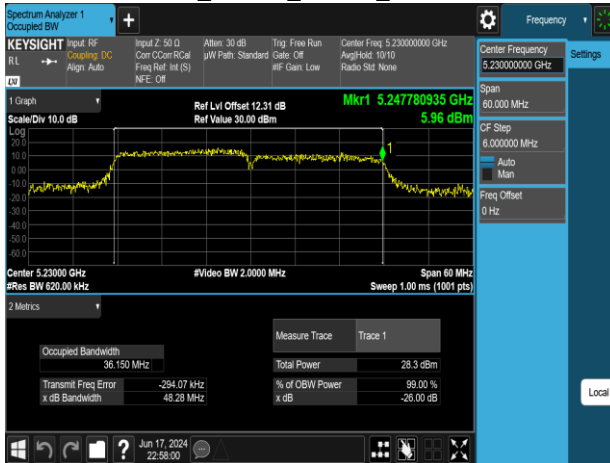 Spectrum Analyzer 1
Occupied BW
Frequency
KEYSIGHT
Input: RF
Coupling: DC
Align: Auto
RL
LXI
Input Z: 50 Ω
Corr CCorr RCal
Freq Ref: Int (S)
NFE: Off
Atten: 30 dB
µW Path: Standard
Trig: Free Run
Gate: Off
#IF Gain: Low
Center Freq: 5.230000000 GHz
Avg|Hold: 10/10
Radio Std: None
Center Frequency
5.230000000 GHz
Settings
Span
60.000 MHz
CF Step
6.000000 MHz
Auto
Man
Freq Offset
0 Hz
1 Graph
Scale/Div 10.0 dB
Ref Lvl Offset 12.31 dB
Ref Value 30.00 dBm
Mkr1 5.247780935 GHz
5.96 dBm
Log
20.0
10.0
0.00
-10.0
-20.0
-30.0
-40.0
-50.0
-60.0
1
Center 5.23000 GHz
#Res BW 620.00 kHz
#Video BW 2.0000 MHz
Span 60 MHz
Sweep 1.00 ms (1001 pts)
2 Metrics
Measure Trace Trace 1
Occupied Bandwidth
36.150 MHz
Total Power 28.3 dBm
Transmit Freq Error -294.07 kHz
% of OBW Power 99.00 %
x dB Bandwidth 48.28 MHz
x dB -26.00 dB
Local
?
Jun 17, 2024
22:58:00